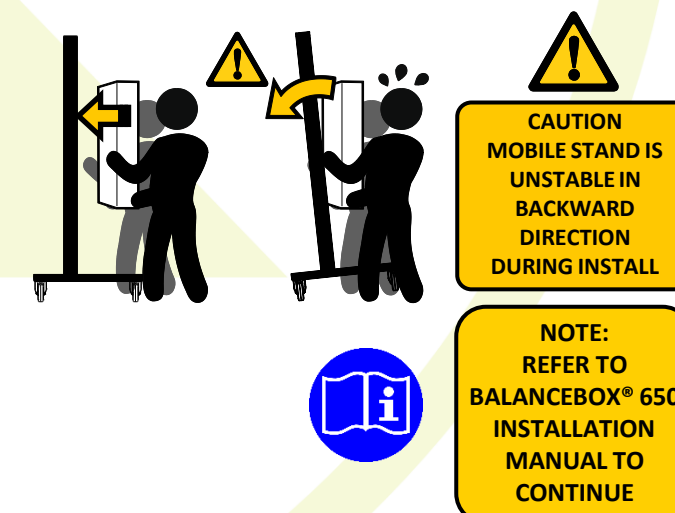 CAUTION
MOBILE STAND IS
UNSTABLE IN
BACKWARD
DIRECTION
DURING INSTALL
NOTE:
REFER TO
BALANCEBOX® 650
INSTALLATION
MANUAL TO
CONTINUE